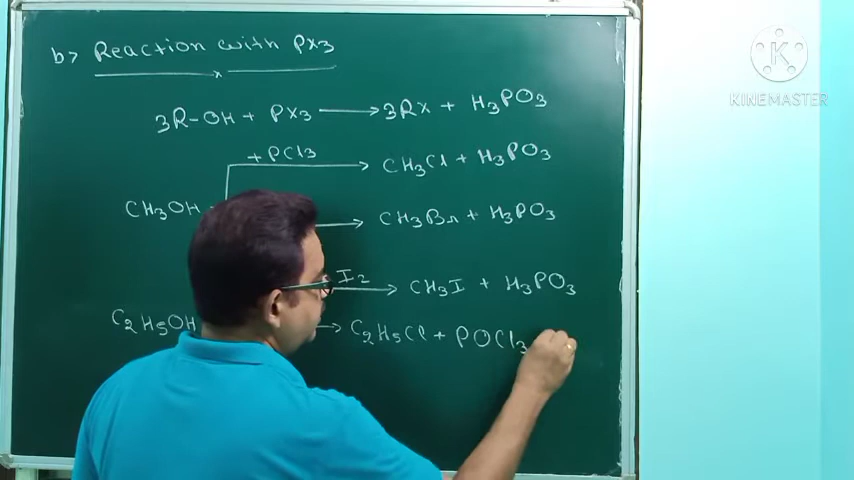 b> Reaction with PX3
3R-OH + PX3 → 3RX + H3PO3
+PCl3
CH3Cl + H3PO3
CH3OH
CH3Br + H3PO3
I2
CH3I + H3PO3
C2H5OH → C2H5Cl + POCl3
KINEMASTER